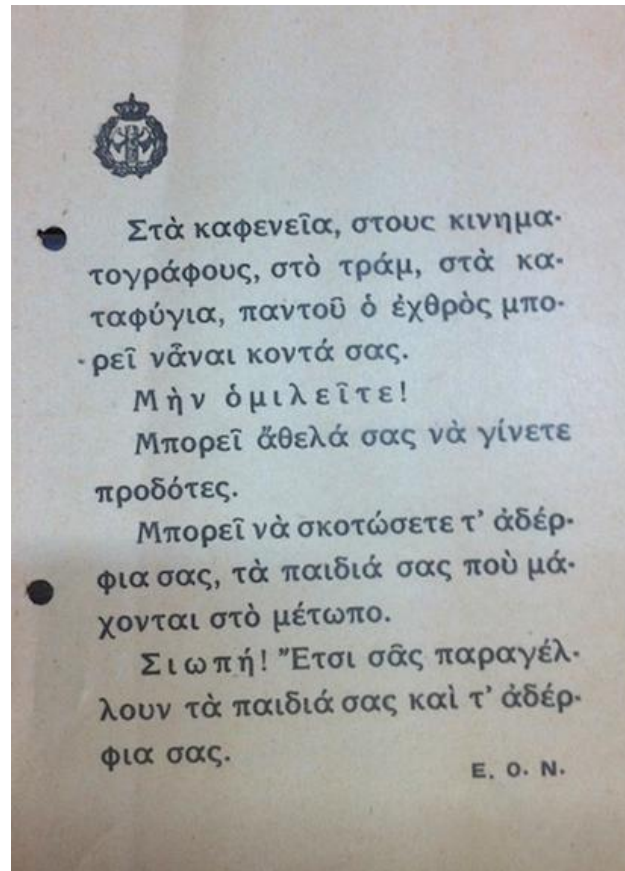 Στὰ καφενεῖα, στους κινημα-
τογράφους, στὸ τράμ, στὰ κα-
ταφύγια, παντοῦ ὁ ἐχθρὸς μπο-
ρεῖ νἆναι κοντά σας.
Μὴν ὁμιλεῖτε!
Μπορεῖ ἄθελά σας νὰ γίνετε
προδότες.
Μπορεῖ νὰ σκοτώσετε τ’ ἀδέρ-
φια σας, τὰ παιδιά σας ποὺ μά-
χονται στὸ μέτωπο.
Σιωπή! Ἔτσι σᾶς παραγέλ-
λουν τὰ παιδιά σας καὶ τ’ ἀδέρ-
φια σας.
Ε. Ο. Ν.